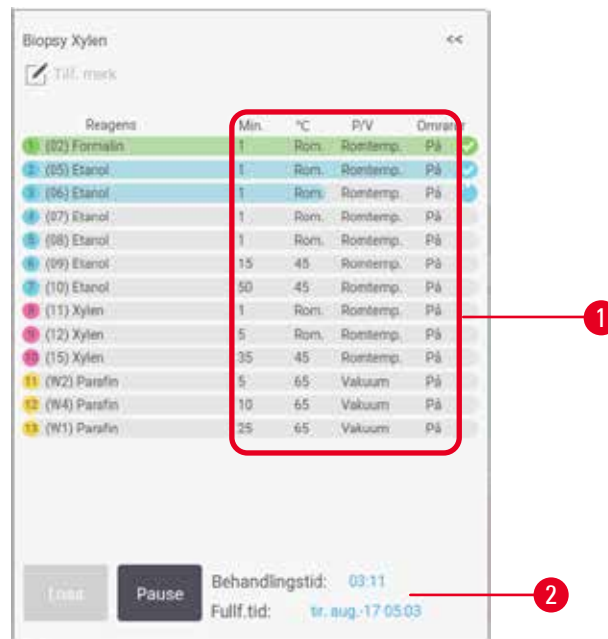 Biopsy Xylen <<
Tilf. merk
Reagens Min. °C P/V Omrører
1 (02) Formalin 1 Rom. Romtemp. På
2 (05) Etanol 1 Rom. Romtemp. På
3 (06) Etanol 1 Rom. Romtemp. På
4 (07) Etanol 1 Rom. Romtemp. På
5 (08) Etanol 1 Rom. Romtemp. På
6 (09) Etanol 15 45 Romtemp. På
7 (10) Etanol 50 45 Romtemp. På
8 (11) Xylen 1 Rom. Romtemp. På
9 (12) Xylen 5 Rom. Romtemp. På
10 (15) Xylen 35 45 Romtemp. På
11 (W2) Parafin 5 65 Vakuum På
12 (W4) Parafin 10 65 Vakuum På
13 (W1) Parafin 25 65 Vakuum På
1
Pause
Behandlingstid: 03:11
Fullf.tid: tir. aug.-17 05:03
2